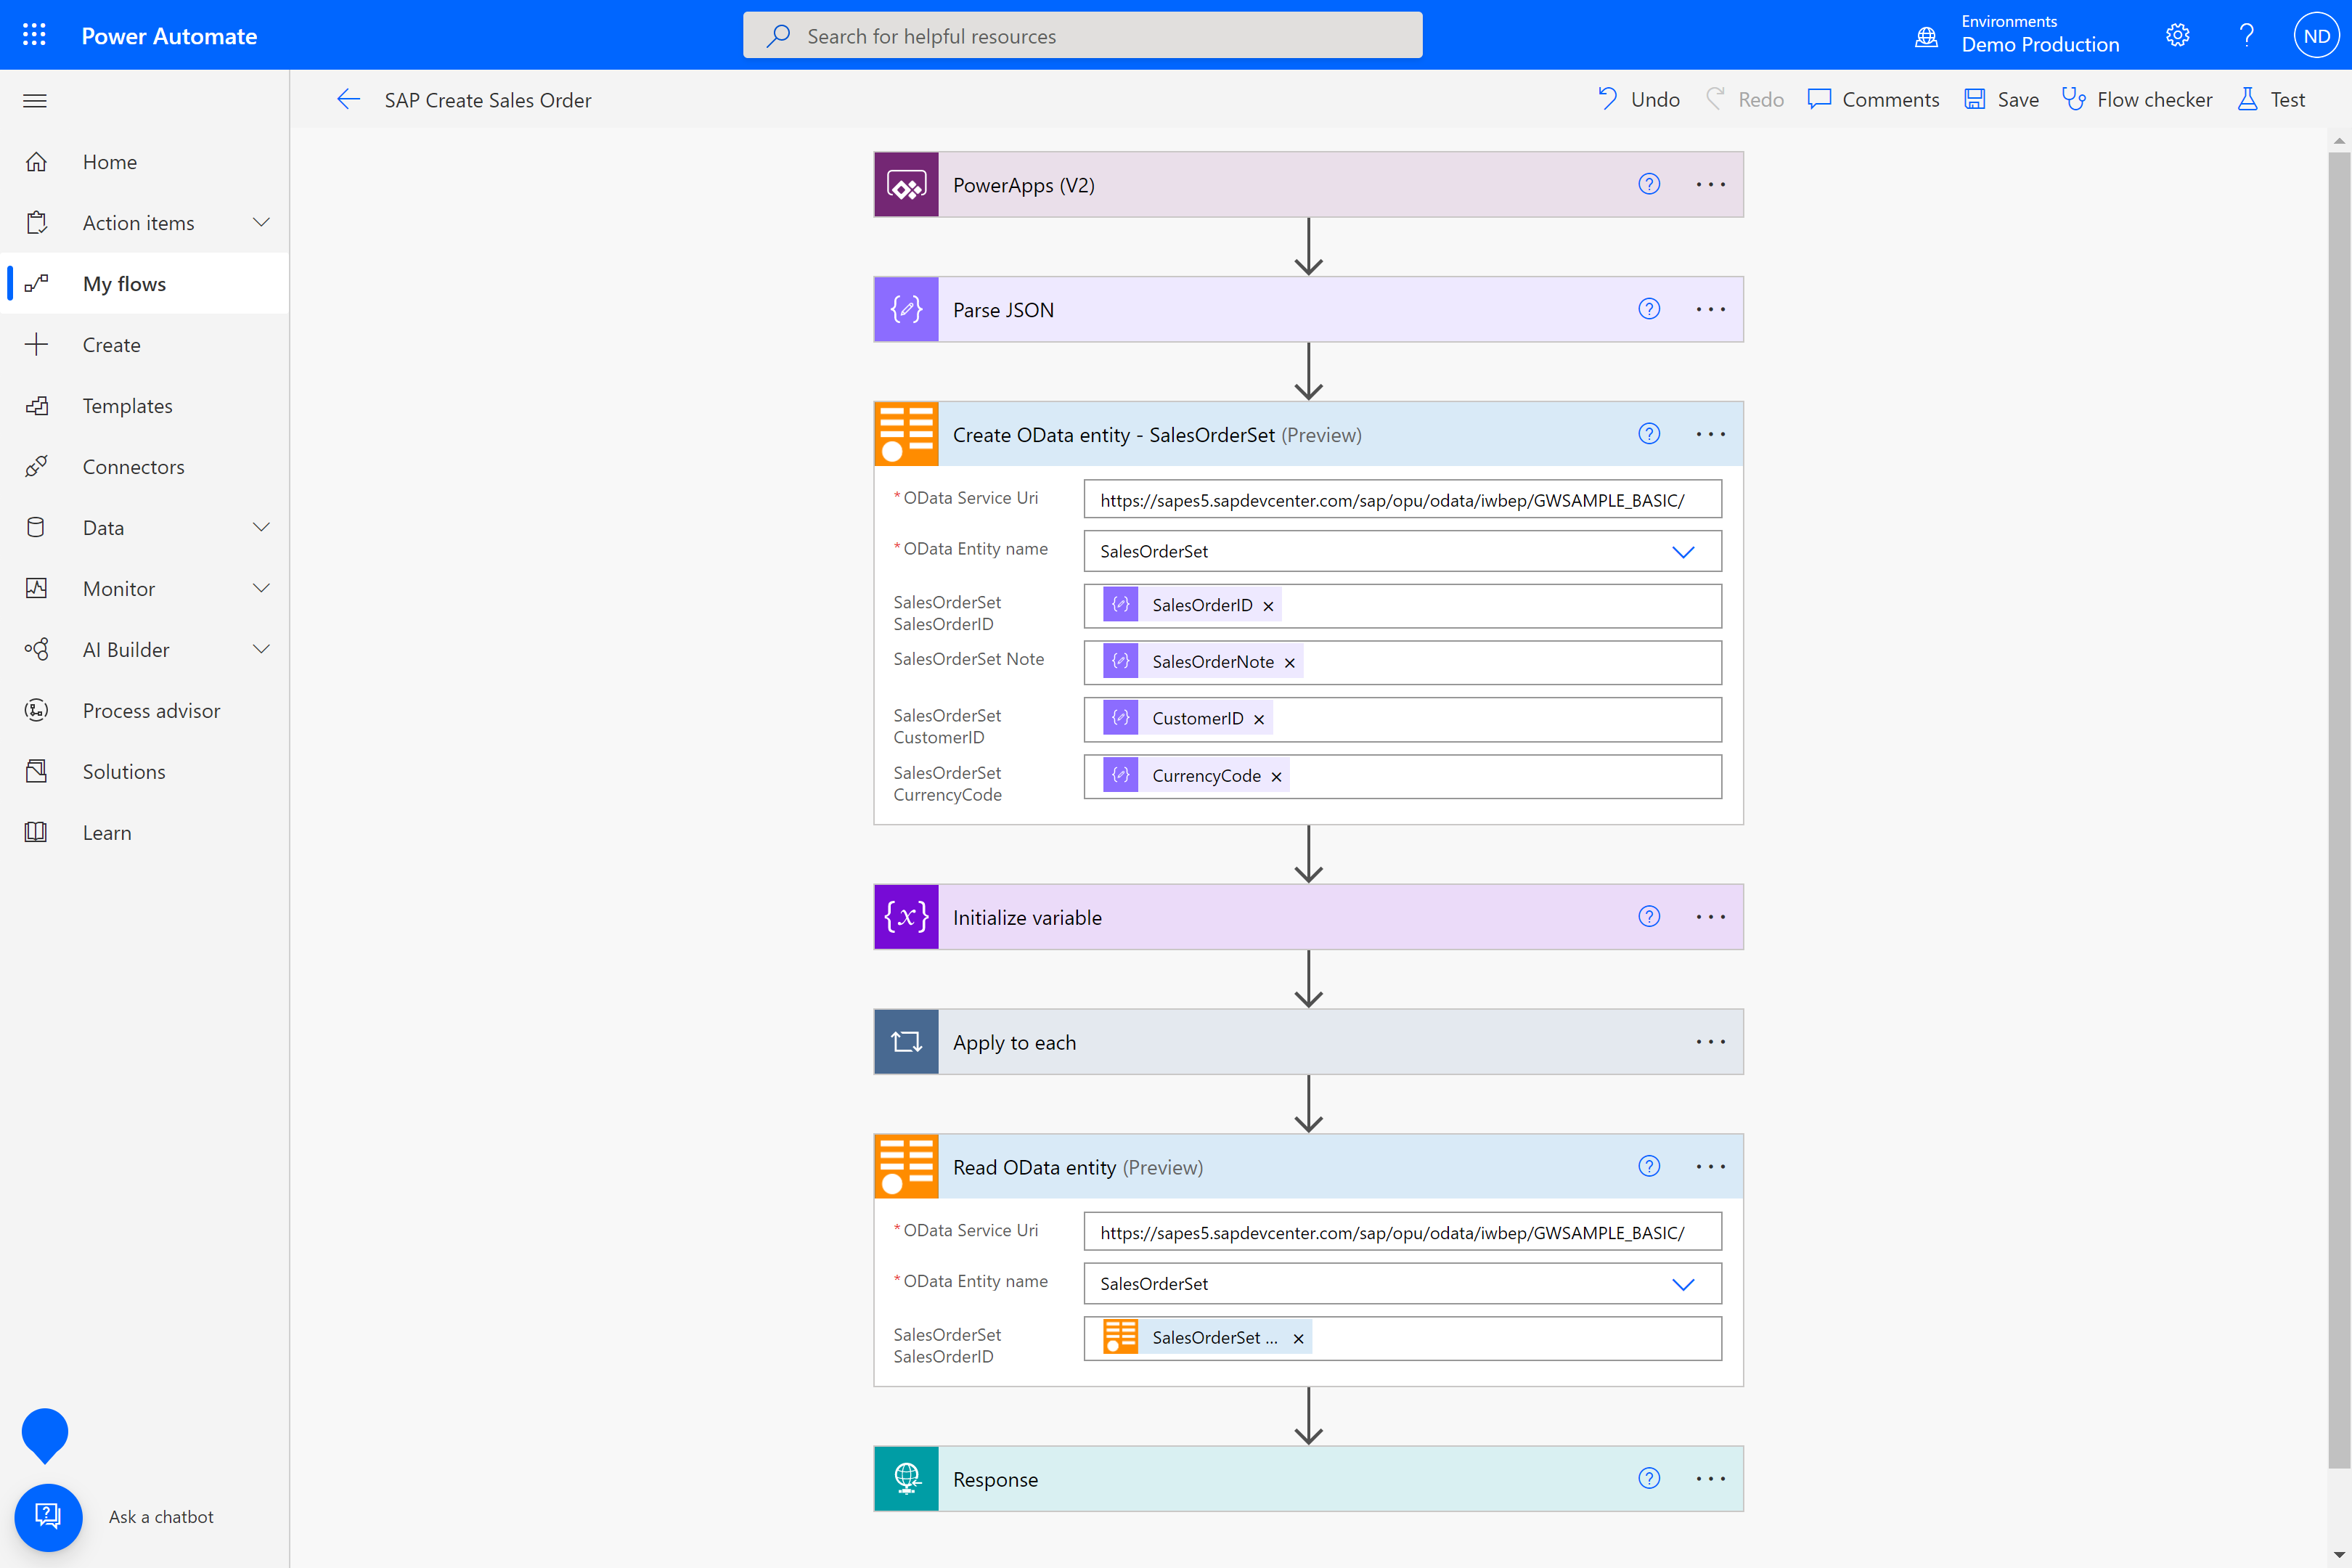 Power Automate
Search for helpful resources
Environments
Demo Production
ND
SAP Create Sales Order
Undo
Redo
Comments
Save
Flow checker
Test
Home
Action items
My flows
Create
Templates
Connectors
Data
Monitor
AI Builder
Process advisor
Solutions
Learn
Ask a chatbot
PowerApps (V2)
Parse JSON
Create OData entity - SalesOrderSet (Preview)
* OData Service Uri
https://sapes5.sapdevcenter.com/sap/opu/odata/iwbep/GWSAMPLE_BASIC/
* OData Entity name
SalesOrderSet
SalesOrderSet
SalesOrderID
SalesOrderID
SalesOrderSet Note
SalesOrderNote
SalesOrderSet
CustomerID
CustomerID
SalesOrderSet
CurrencyCode
CurrencyCode
{x} Initialize variable
Apply to each
Read OData entity (Preview)
* OData Service Uri
https://sapes5.sapdevcenter.com/sap/opu/odata/iwbep/GWSAMPLE_BASIC/
* OData Entity name
SalesOrderSet
SalesOrderSet
SalesOrderID
SalesOrderSet ...
Response